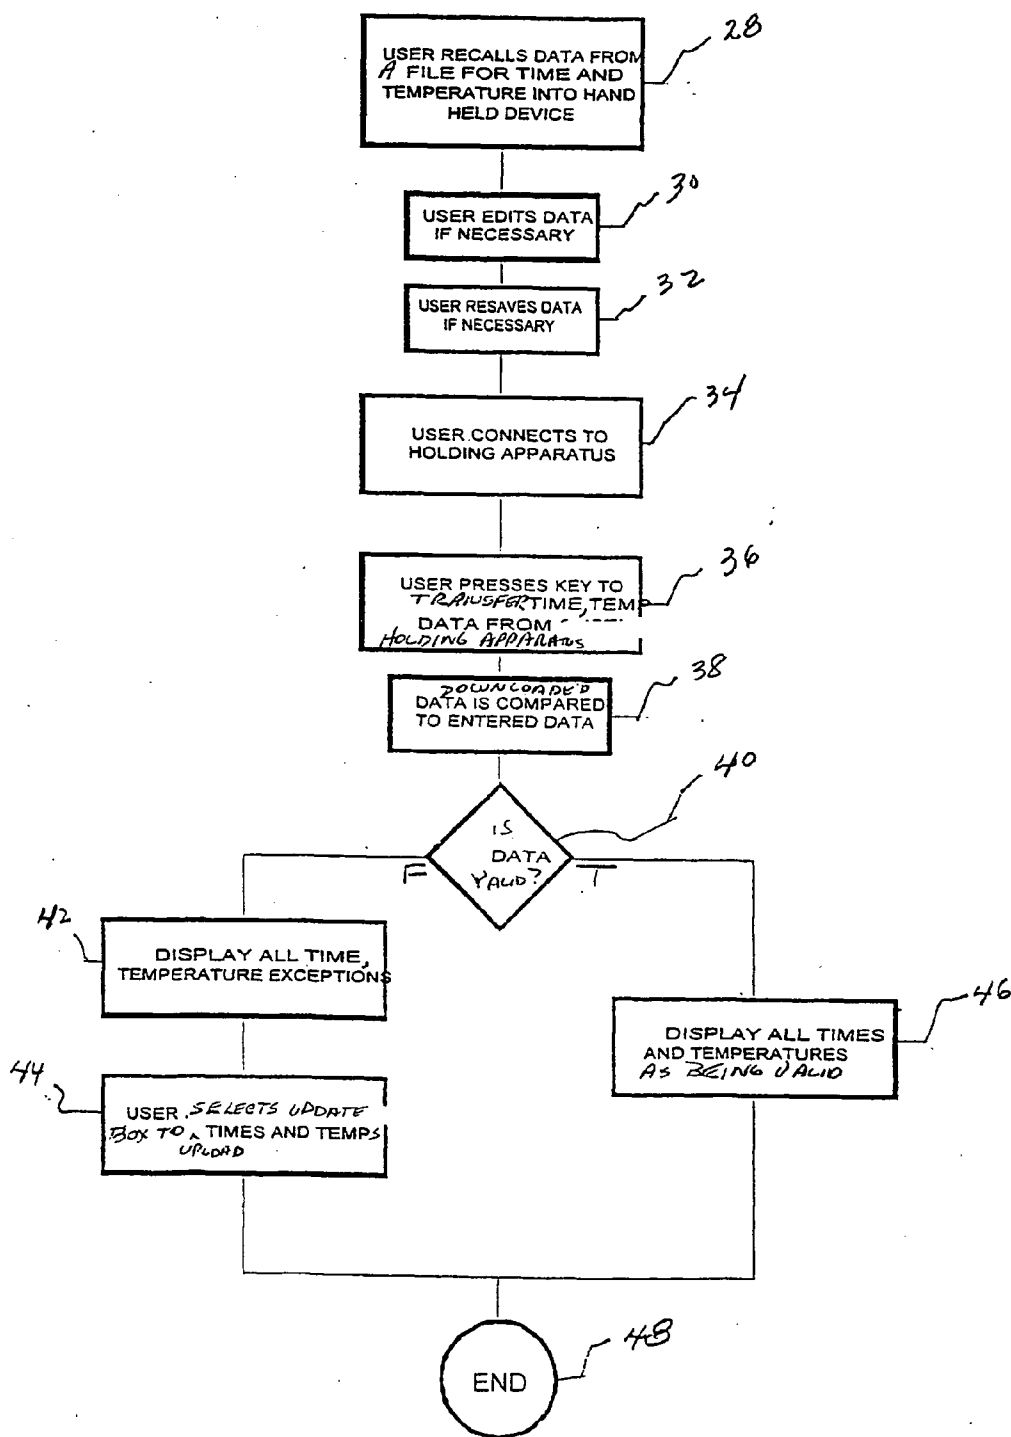 28
USER RECALLS DATA FROM
A FILE FOR TIME AND
TEMPERATURE INTO HAND
HELD DEVICE
30
USER EDITS DATA
IF NECESSARY
32
USER RESAVES DATA
IF NECESSARY
34
USER CONNECTS TO
HOLDING APPARATUS
36
USER PRESSES KEY TO
TRANSFER TIME, TEMP
DATA FROM
HOLDING APPARATUS
38
DOWNLOADED
DATA IS COMPARED
TO ENTERED DATA
40
IS
DATA
VALID?
F
T
42
DISPLAY ALL TIME,
TEMPERATURE EXCEPTIONS
46
DISPLAY ALL TIMES
AND TEMPERATURES
AS BEING VALID
44
USER SELECTS UPDATE
BOX TO ^ TIMES AND TEMPS
UPLOAD
48
END